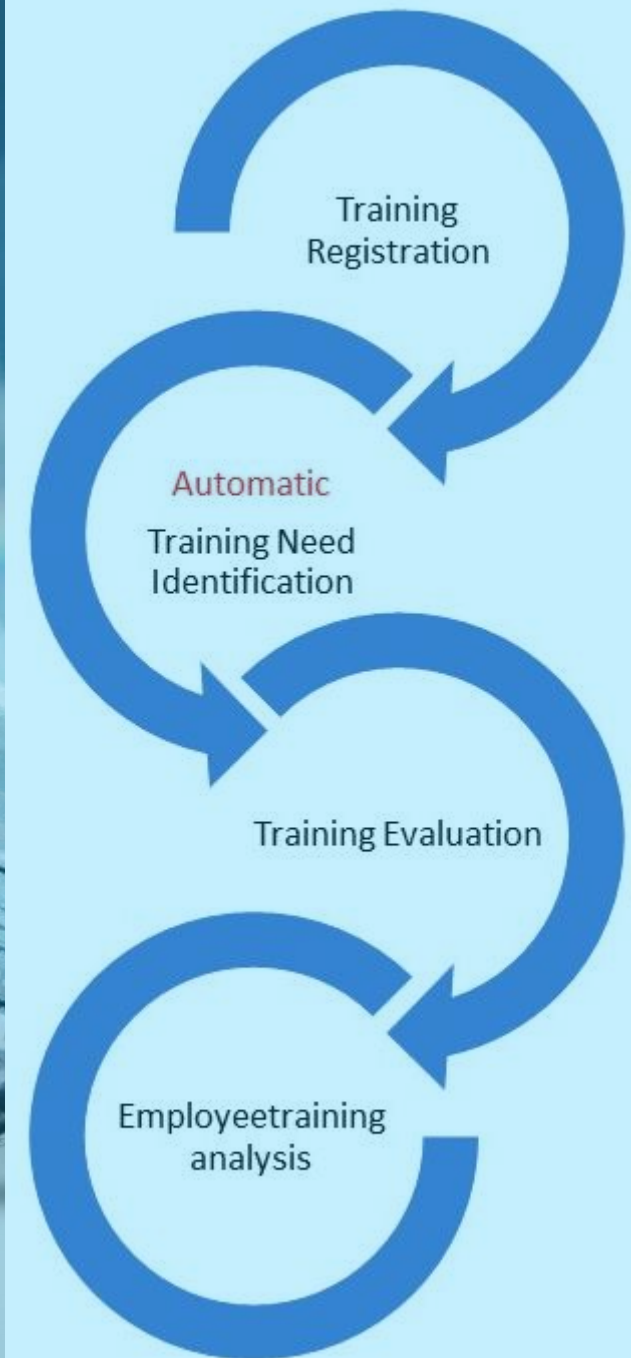 Training
Registration
Automatic
Training Need
Identification
Training Evaluation
Employeetraining
analysis